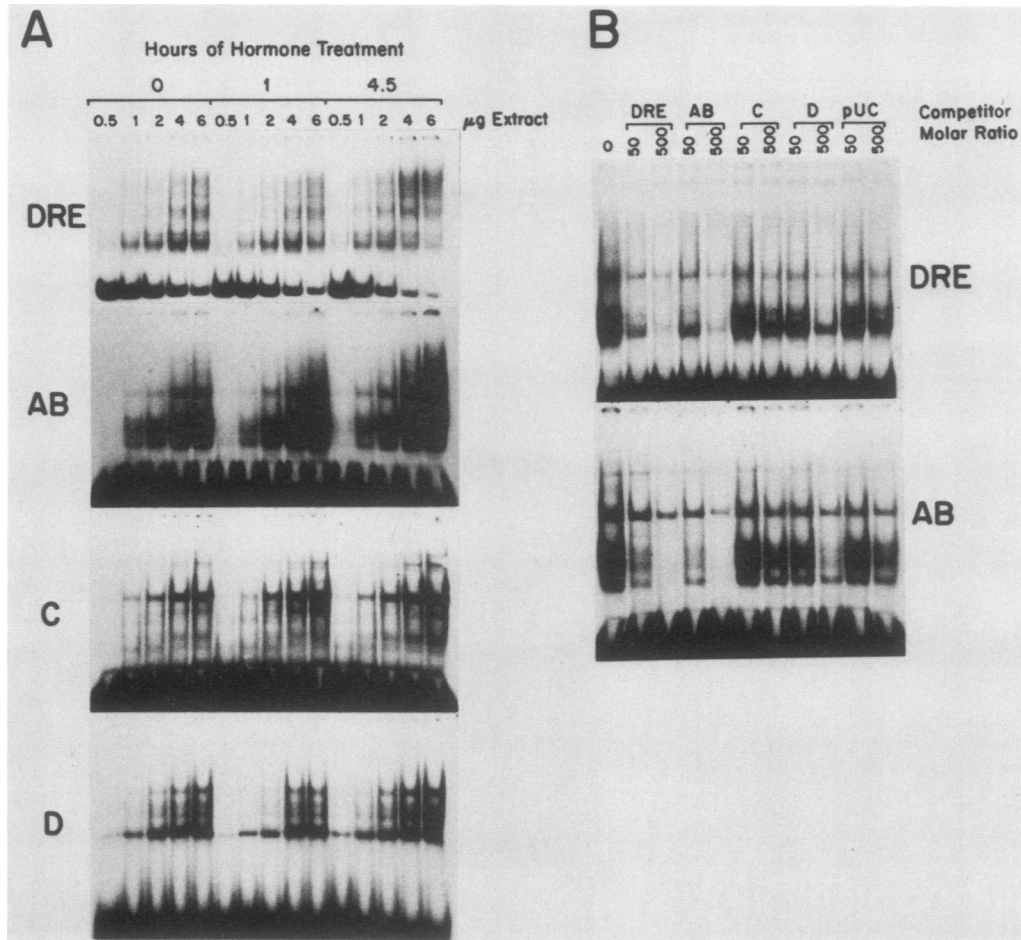 A
Hours of Hormone Treatment
0 1 4.5
0.5 1 2 4 6 0.5 1 2 4 6 0.5 1 2 4 6 μg Extract
DRE
AB
C
D
B
DRE AB C D pUC Competitor
0 50 500 50 500 50 500 50 500 50 500 Molar Ratio
DRE
AB